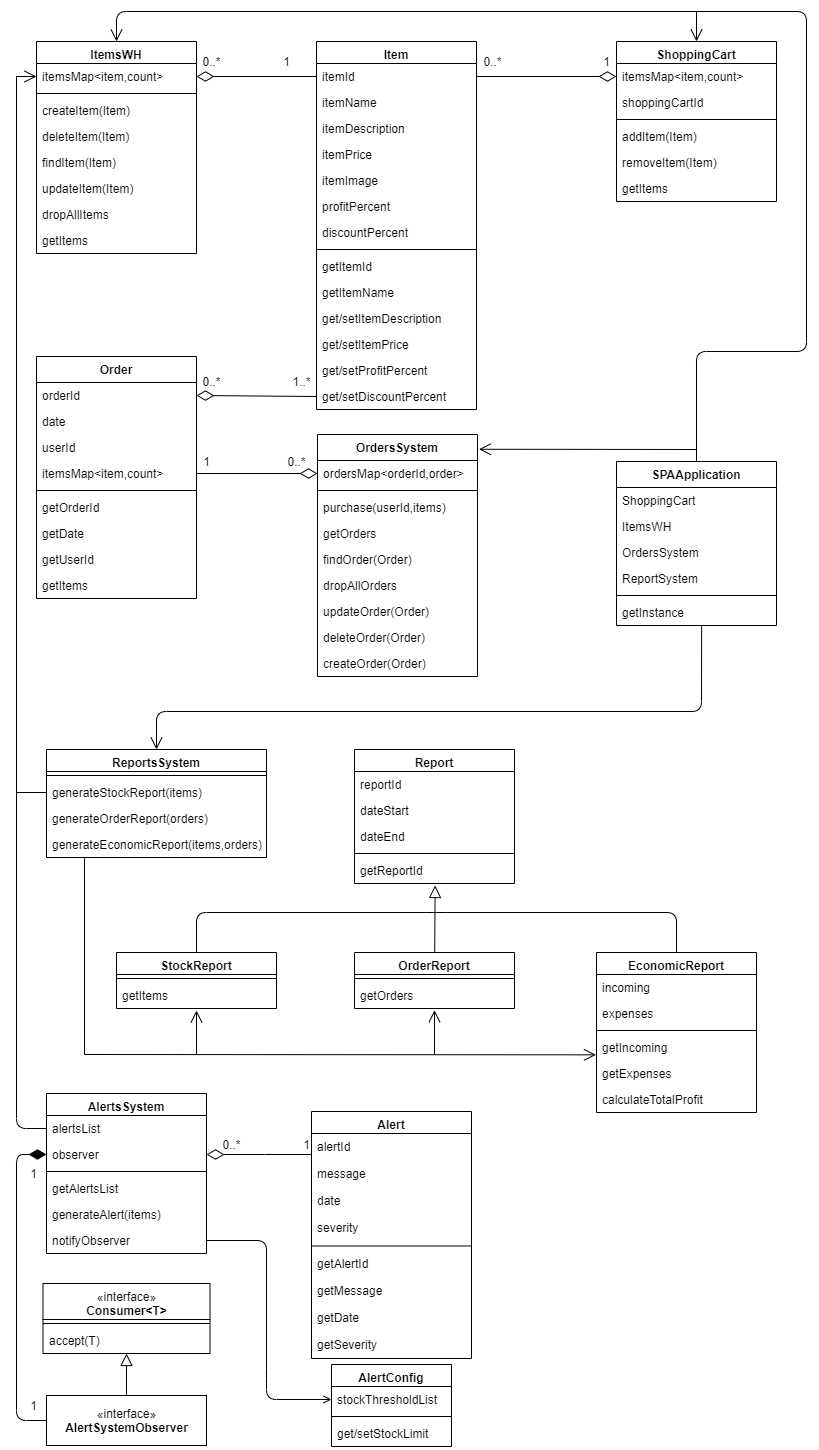 ItemsWH
itemsMap<item,count>
createItem(Item)
deleteItem(Item)
findItem(Item)
updateItem(Item)
dropAllItems
getItems
0..*
1
Item
itemId
itemName
itemDescription
itemPrice
itemImage
profitPercent
discountPercent
getItemId
getItemName
get/setItemDescription
get/setItemPrice
get/setProfitPercent
get/setDiscountPercent
0..*
1
ShoppingCart
itemsMap<item,count>
shoppingCartId
addItem(Item)
removeItem(Item)
getItems
Order
orderId
date
userId
itemsMap<item,count>
getOrderId
getDate
getUserId
getItems
0..*
1..*
1
0..*
OrdersSystem
ordersMap<orderId,order>
purchase(userId,items)
getOrders
findOrder(Order)
dropAllOrders
updateOrder(Order)
deleteOrder(Order)
createOrder(Order)
SPAApplication
ShoppingCart
ItemsWH
OrdersSystem
ReportSystem
getInstance
ReportsSystem
generateStockReport(items)
generateOrderReport(orders)
generateEconomicReport(items,orders)
Report
reportId
dateStart
dateEnd
getReportId
StockReport
getItems
OrderReport
getOrders
EconomicReport
incoming
expenses
getIncoming
getExpenses
calculateTotalProfit
AlertsSystem
alertsList
observer
getAlertsList
generateAlert(items)
notifyObserver
0..*
1
1
Alert
alertId
message
date
severity
getAlertId
getMessage
getDate
getSeverity
«interface»
Consumer<T>
accept(T)
AlertConfig
stockThresholdList
get/setStockLimit
1
«interface»
AlertSystemObserver